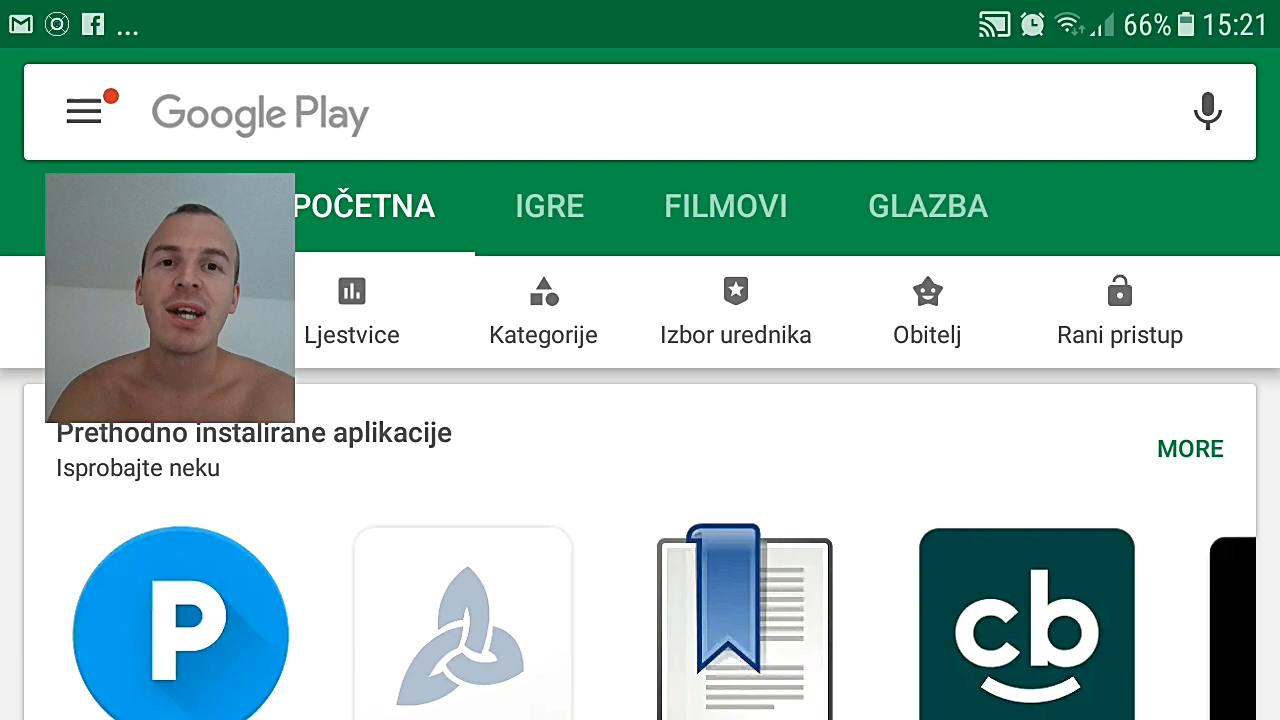 ... 66% 15:21
Google Play
POČETNA IGRE FILMOVI GLAZBA
Ljestvice Kategorije Izbor urednika Obitelj Rani pristup
Prethodno instalirane aplikacije
MORE
Isprobajte neku
P cb